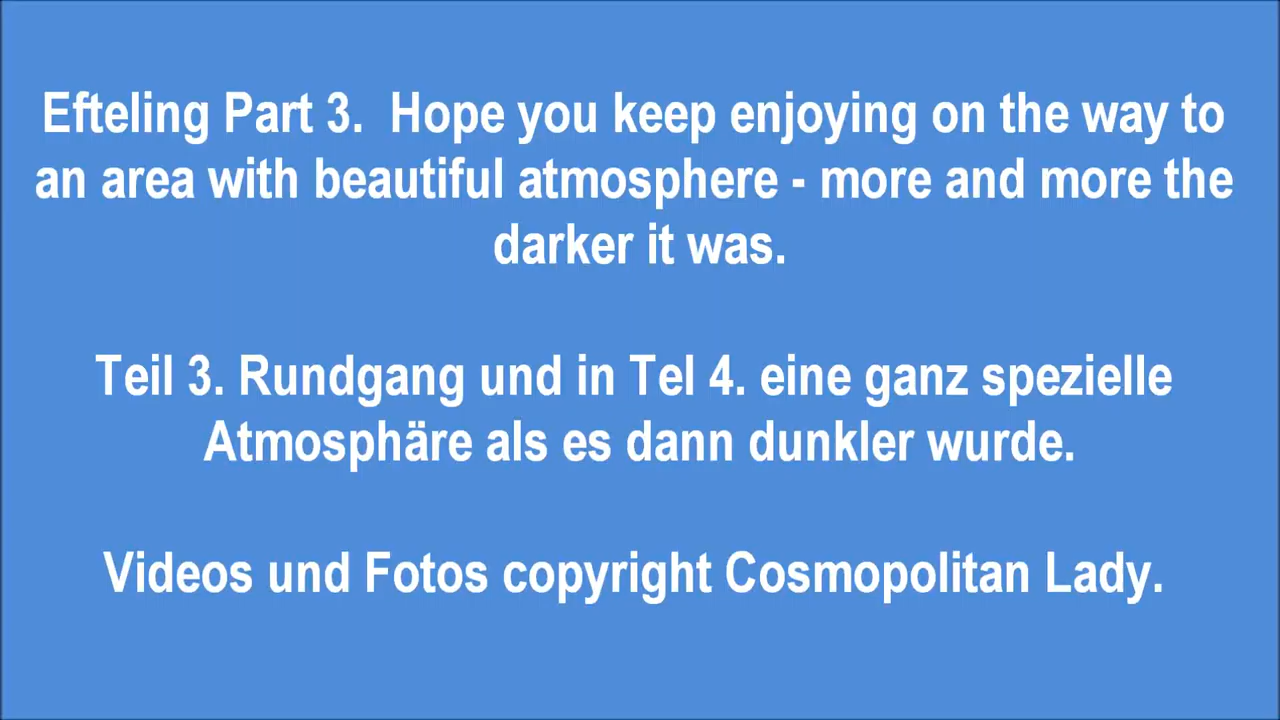 Efteling Part 3.  Hope you keep enjoying on the way to
an area with beautiful atmosphere - more and more the
darker it was.
Teil 3. Rundgang und in Tel 4. eine ganz spezielle
Atmosphäre als es dann dunkler wurde.
Videos und Fotos copyright Cosmopolitan Lady.